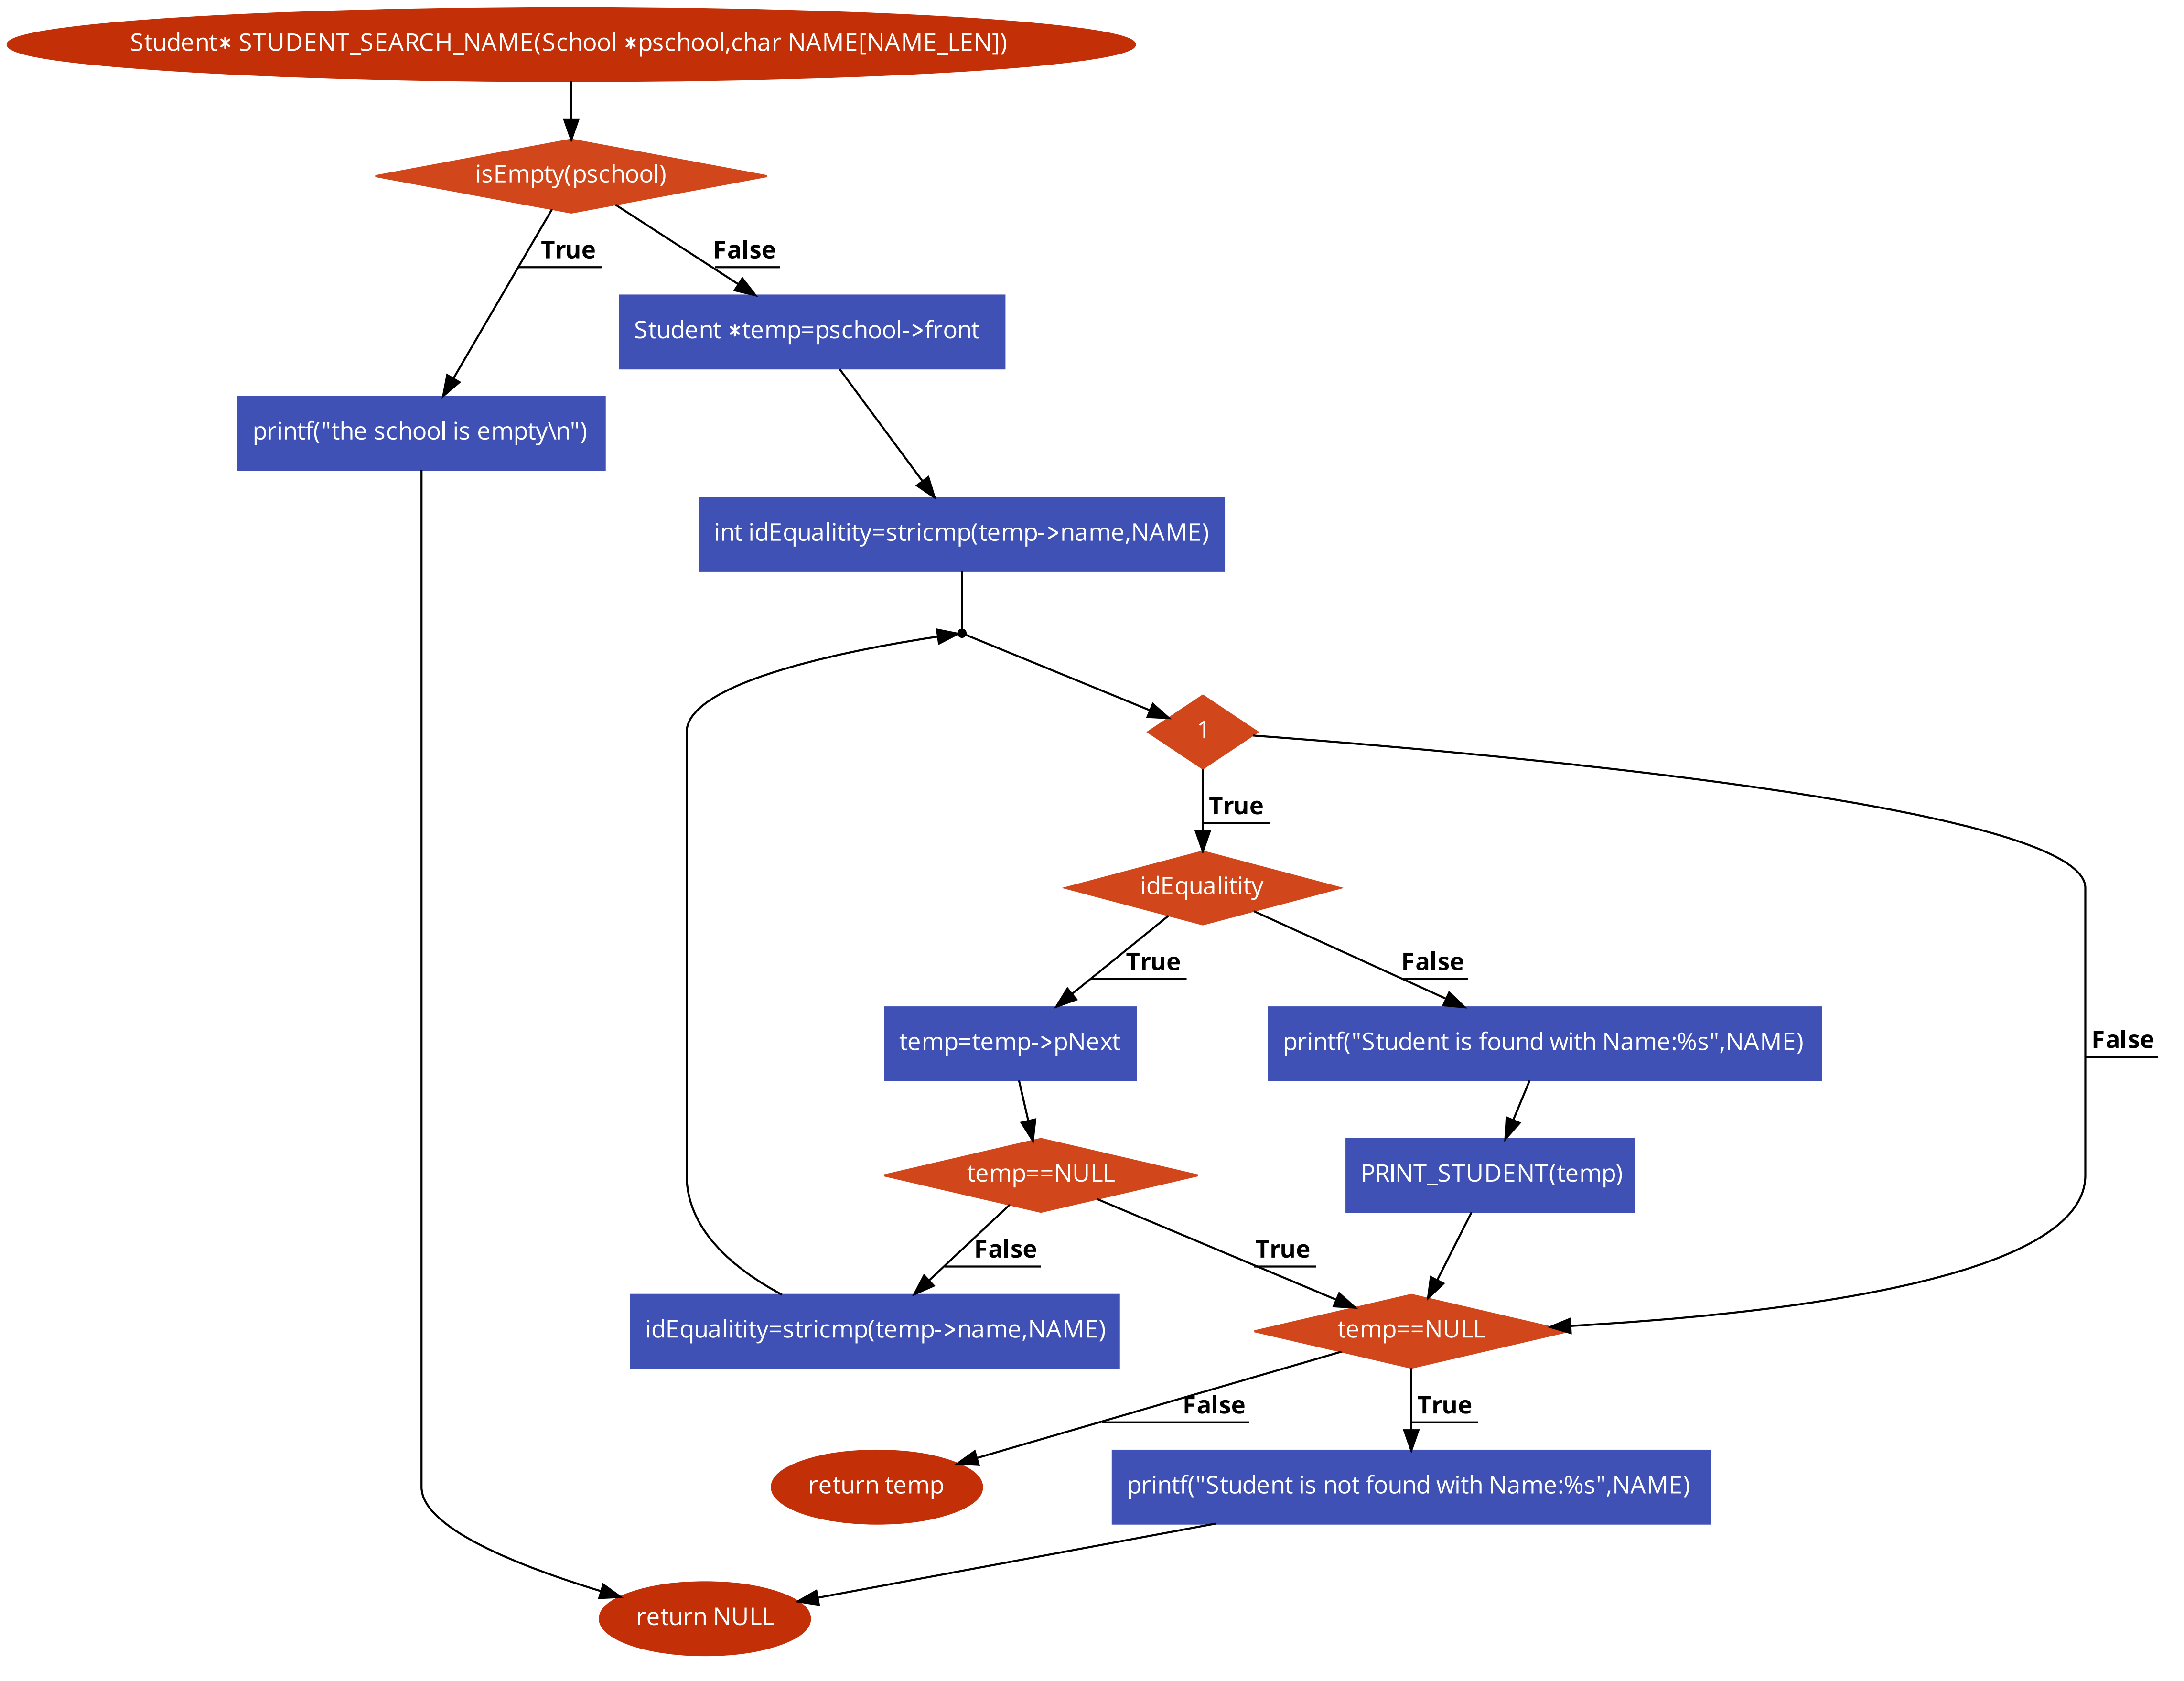 Student* STUDENT_SEARCH_NAME(School *pschool,char NAME[NAME_LEN])
isEmpty(pschool)
True
False
Student *temp=pschool->front
printf("the school is empty\n")
int idEqualitity=stricmp(temp->name,NAME)
1
True
idEqualitity
True
False
temp=temp->pNext
printf("Student is found with Name:%s",NAME)
False
temp==NULL
PRINT_STUDENT(temp)
False
True
idEqualitity=stricmp(temp->name,NAME)
temp==NULL
False
True
return temp
printf("Student is not found with Name:%s",NAME)
return NULL